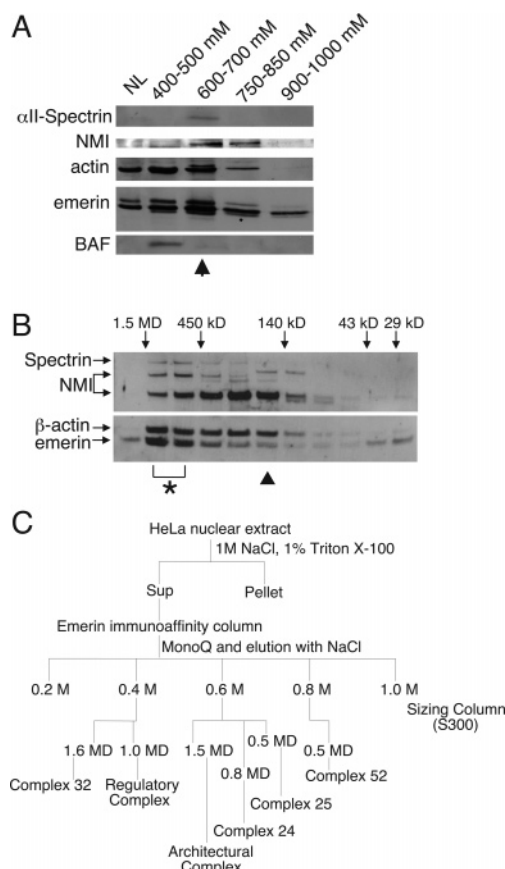 A
NL
400-500 mM
600-700 mM
750-850 mM
900-1000 mM
αII-Spectrin
NMI
actin
emerin
BAF
B
1.5 MD 450 kD 140 kD 43 kD 29 kD
Spectrin
NMI
β-actin
emerin
*
C
HeLa nuclear extract
1M NaCl, 1% Triton X-100
Sup Pellet
Emerin immunoaffinity column
MonoQ and elution with NaCl
0.2 M 0.4 M 0.6 M 0.8 M 1.0 M
Sizing Column
(S300)
1.6 MD 1.0 MD 1.5 MD 0.5 MD 0.5 MD
0.8 MD
Complex 32 Regulatory Complex 52
Complex Complex 25
Complex 24
Architectural
Complex